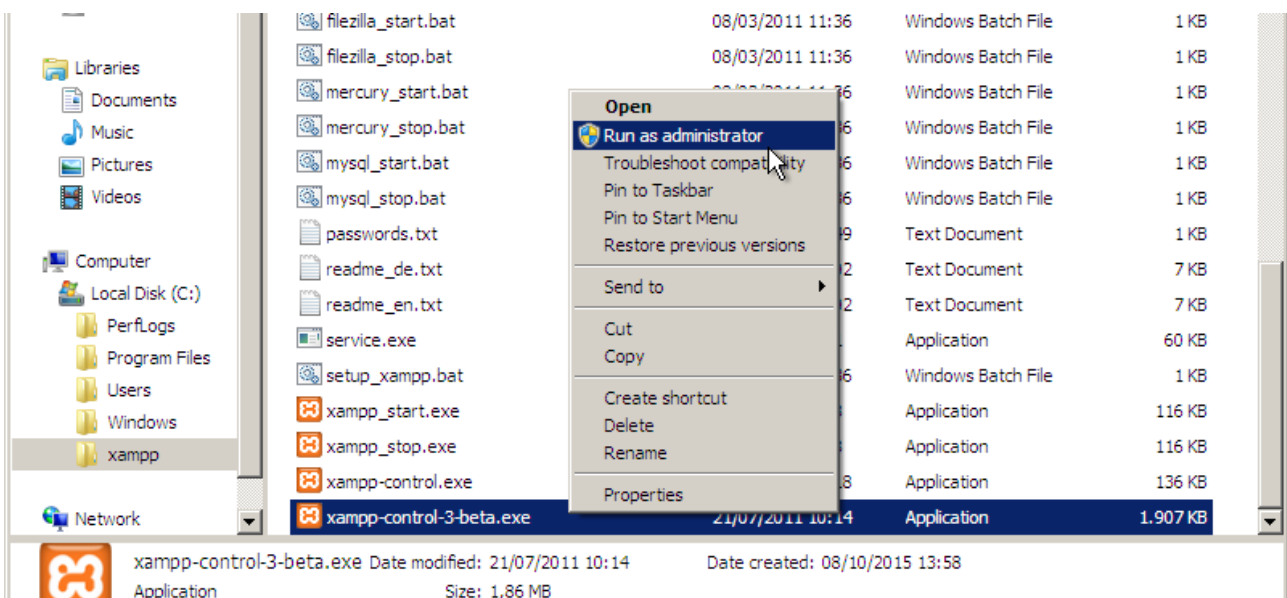 Libraries
Documents
Music
Pictures
Videos
Computer
Local Disk (C:)
PerfLogs
Program Files
Users
Windows
xampp
Network
filezilla_start.bat 08/03/2011 11:36 Windows Batch File 1 KB
filezilla_stop.bat 08/03/2011 11:36 Windows Batch File 1 KB
mercury_start.bat Windows Batch File 1 KB
mercury_stop.bat Windows Batch File 1 KB
mysql_start.bat Windows Batch File 1 KB
mysql_stop.bat Windows Batch File 1 KB
passwords.txt Text Document 1 KB
readme_de.txt Text Document 7 KB
readme_en.txt Text Document 7 KB
service.exe Application 60 KB
setup_xampp.bat Windows Batch File 1 KB
xampp_start.exe Application 116 KB
xampp_stop.exe Application 116 KB
xampp-control.exe Application 136 KB
xampp-control-3-beta.exe 21/07/2011 10:14 Application 1.907 KB
Open
Run as administrator
Troubleshoot compatibility
Pin to Taskbar
Pin to Start Menu
Restore previous versions
Send to
Cut
Copy
Create shortcut
Delete
Rename
Properties
xampp-control-3-beta.exe Date modified: 21/07/2011 10:14 Date created: 08/10/2015 13:58
Application Size: 1,86 MB